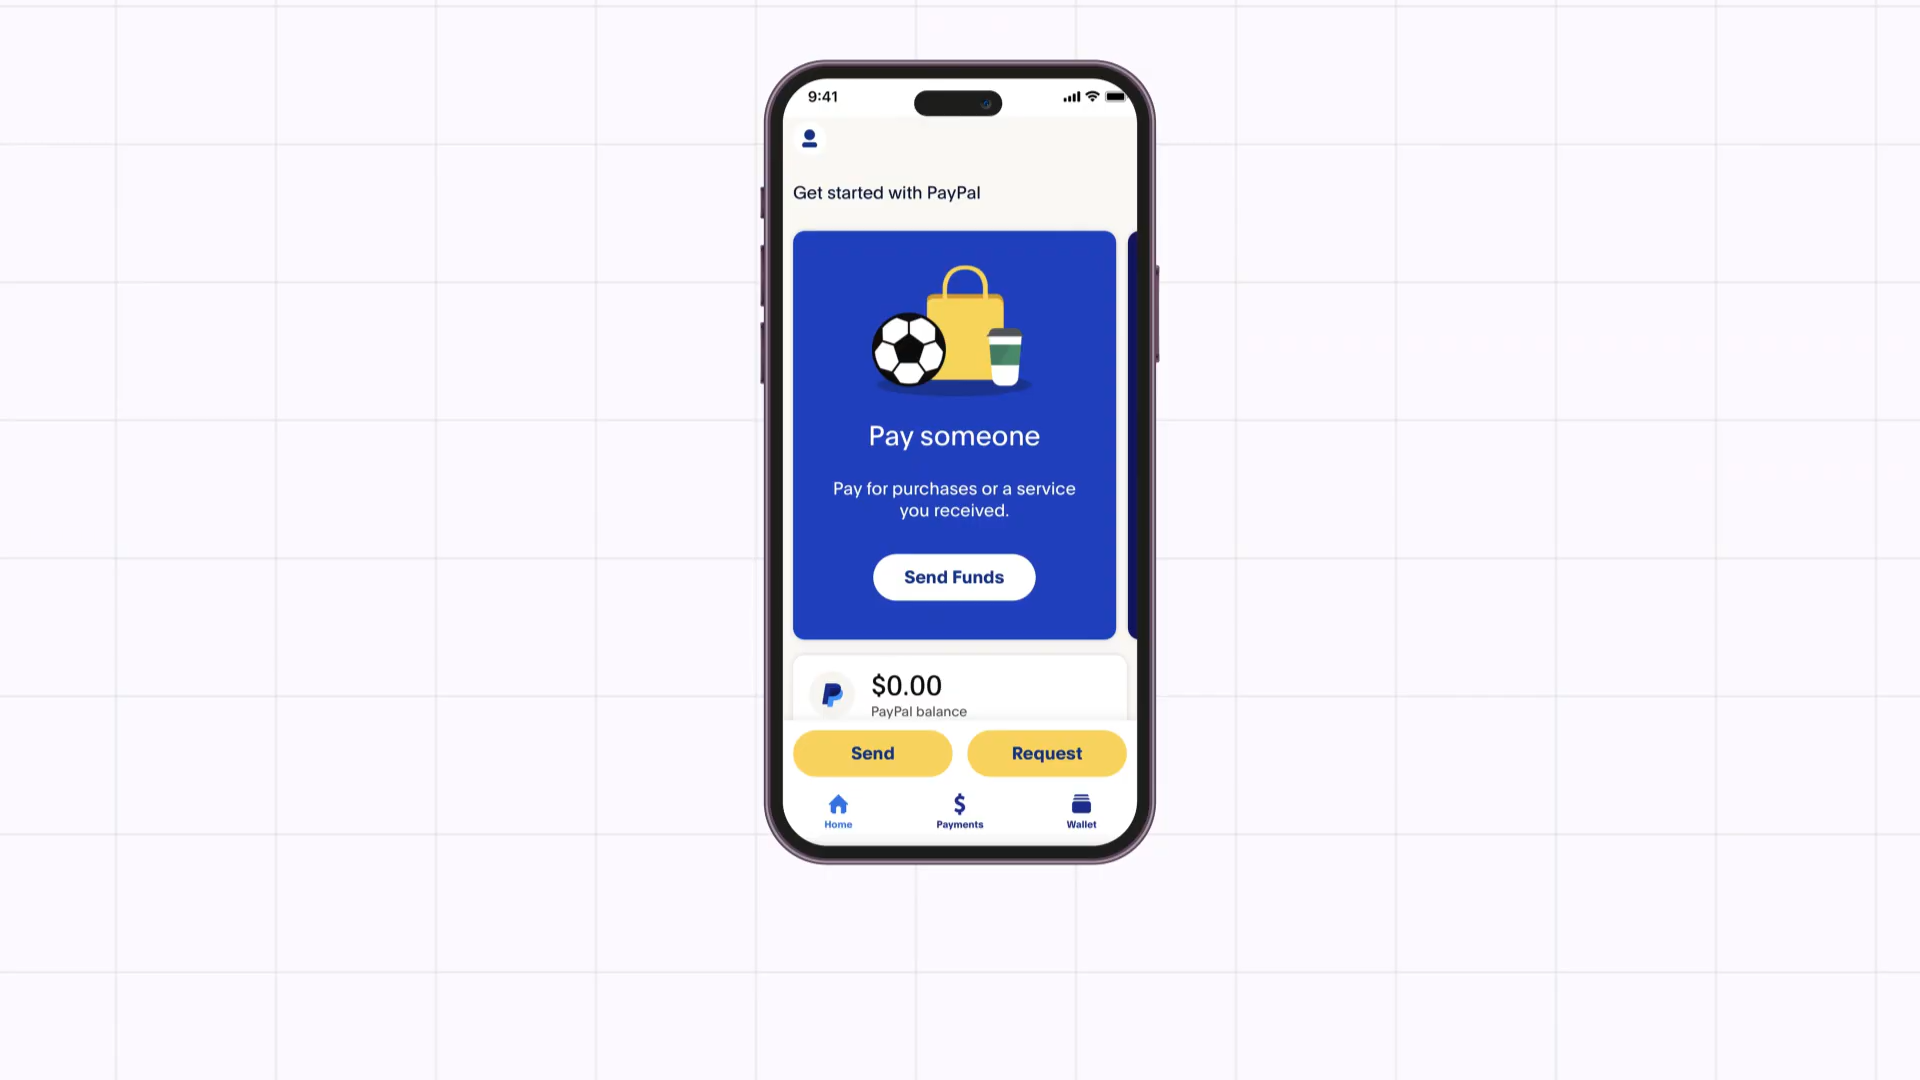 9:41
Get started with PayPal
Pay someone
Pay for purchases or a service
you received.
Send Funds
$0.00
PayPal balance
Send
Request
Home
Payments
Wallet